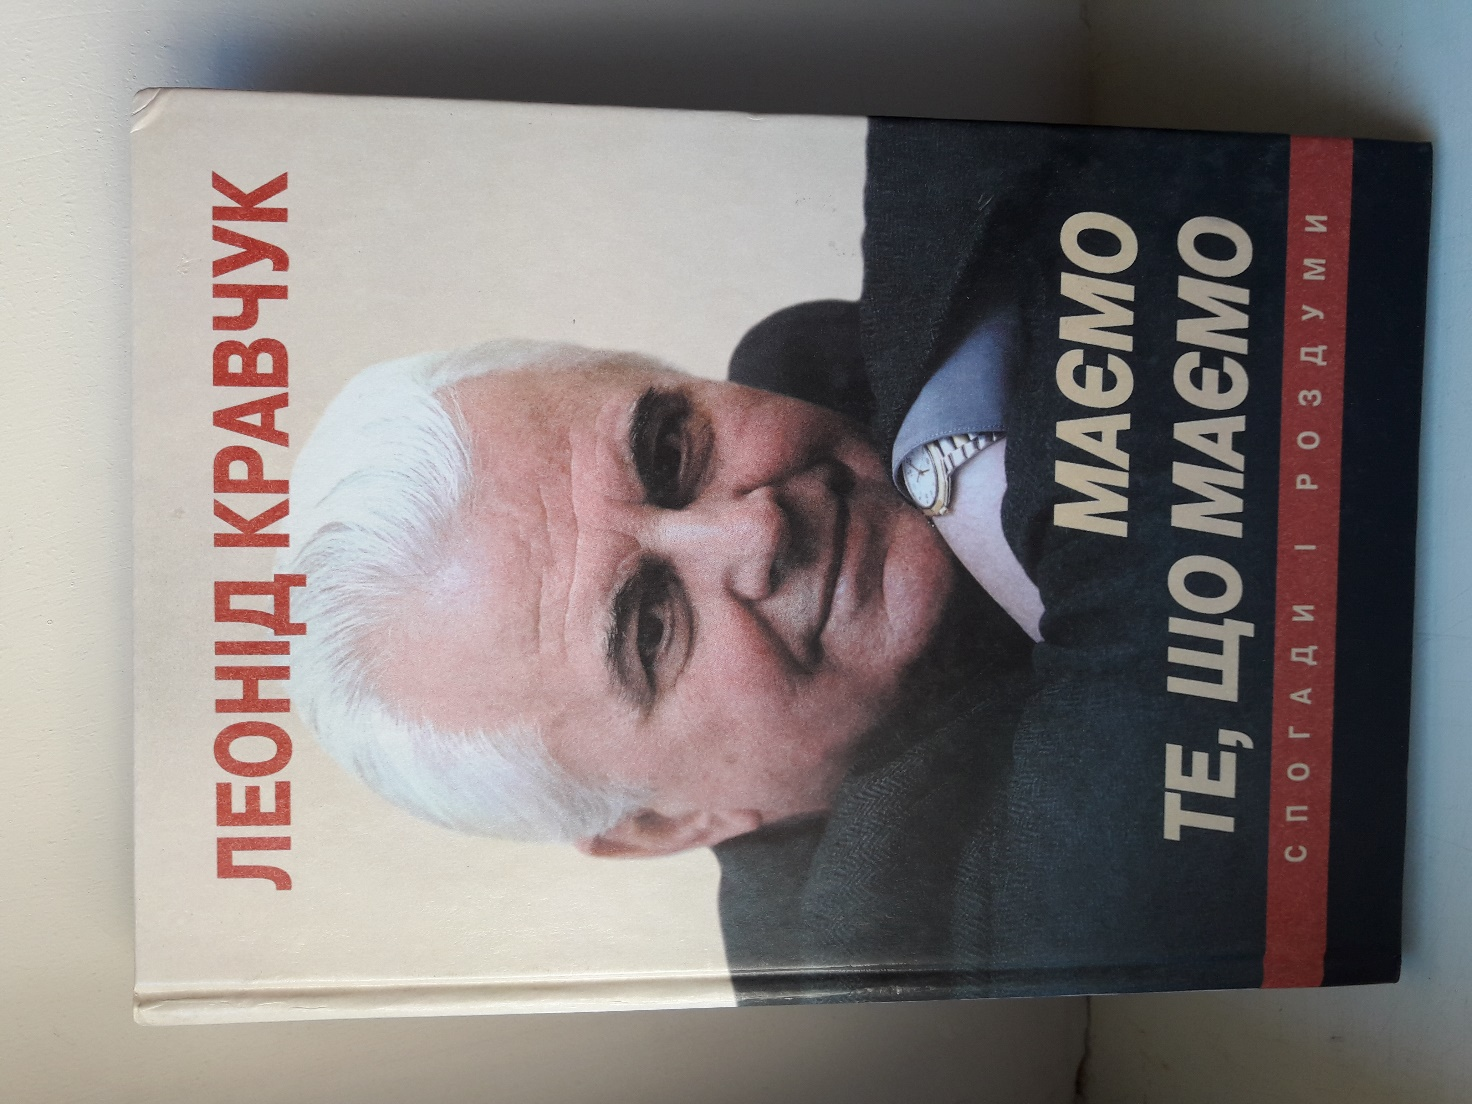 ЛЕОНІД КРАВЧУК
МАЄМО
ТЕ, ЩО МАЄМО
СПОГАДИ І РОЗДУМИ